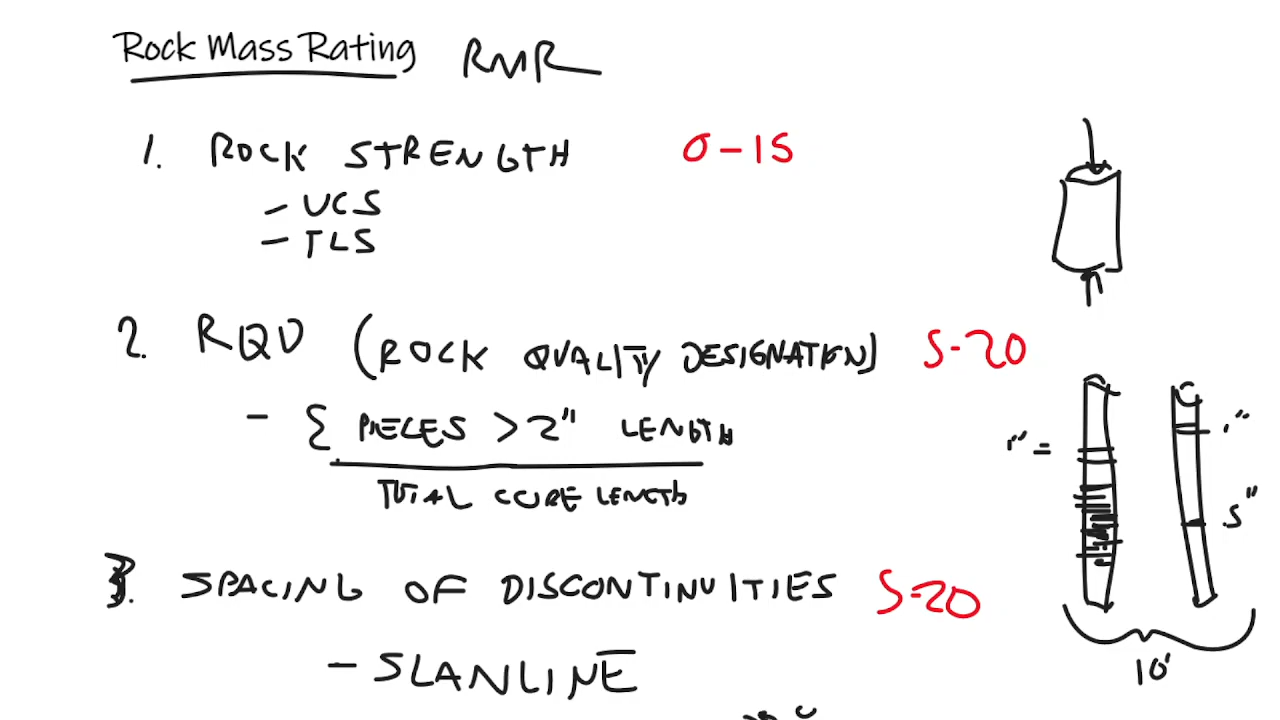 Rock Mass Rating RMR
1. ROCK STRENGTH 0-15
- UCS
- TLS
2. RQD (ROCK QUALITY DESIGNATION) 5-20
- Σ PIECES > 2" LENGTH
TOTAL CORE LENGTH
1" =
1"
5"
3. SPACING OF DISCONTINUITIES 5-20
10'
- SCANLINE